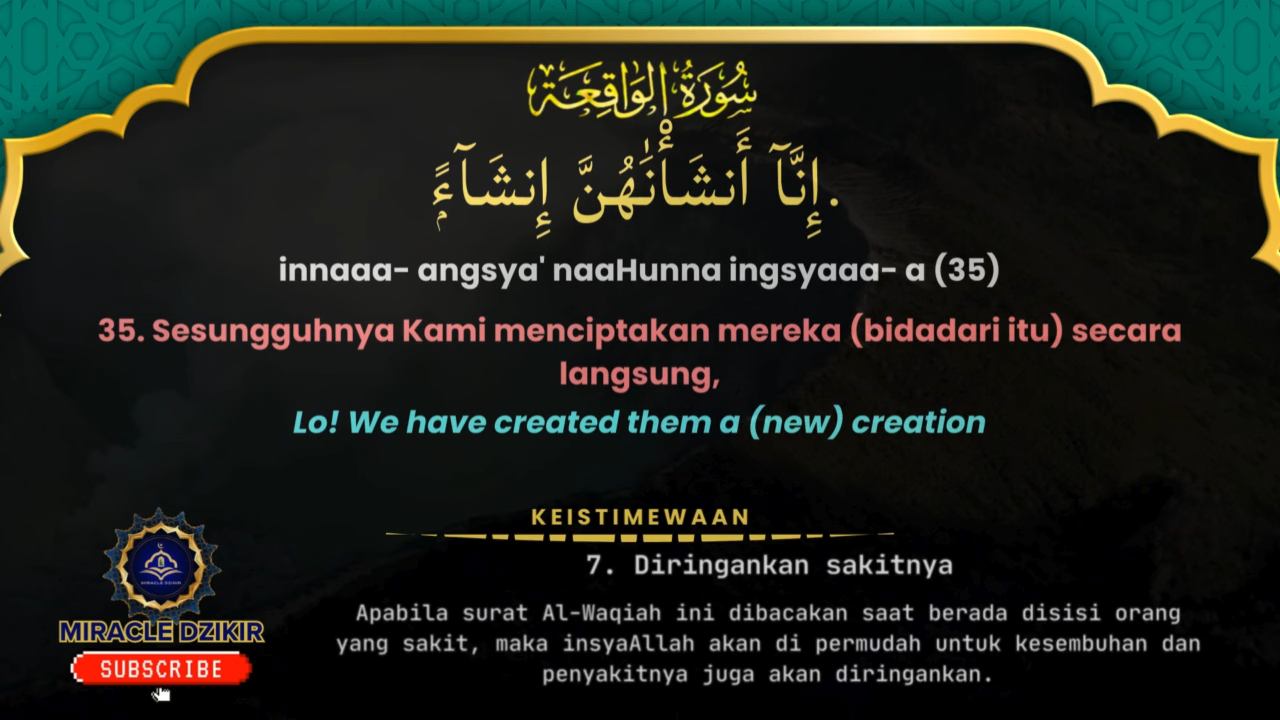 سُورَةُ الْوَاقِعَة
إِنَّآ أَنشَأْنَٰهُنَّ إِنشَآءً.
innaaa- angsya' naaHunna ingsyaaa- a (35)
35. Sesungguhnya Kami menciptakan mereka (bidadari itu) secara
langsung,
Lo! We have created them a (new) creation
KEISTIMEWAAN
7. Diringankan sakitnya
Apabila surat Al-Waqiah ini dibacakan saat berada disisi orang
yang sakit, maka insyaAllah akan di permudah untuk kesembuhan dan
penyakitnya juga akan diringankan.
MIRACLE DZIKIR
MIRACLE DZIKIR
SUBSCRIBE